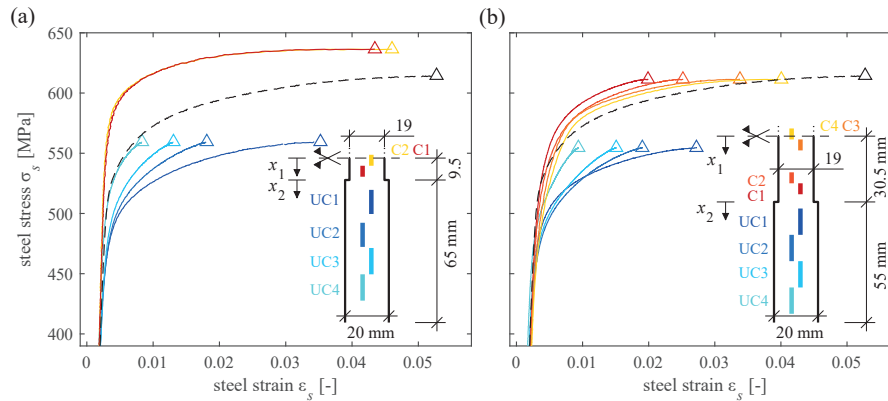 (a)
(b)
650
600
550
500
450
400
steel stress σs [MPa]
0
0.01
0.02
0.03
0.04
0.05
steel strain εs [-]
19
C2 C1
x1
x2
9.5
UC1
UC2
UC3
UC4
65 mm
20 mm
0
0.01
0.02
0.03
0.04
0.05
steel strain εs [-]
C4 C3
x1
19
30.5 mm
C2
C1
x2
UC1
UC2
UC3
UC4
55 mm
20 mm